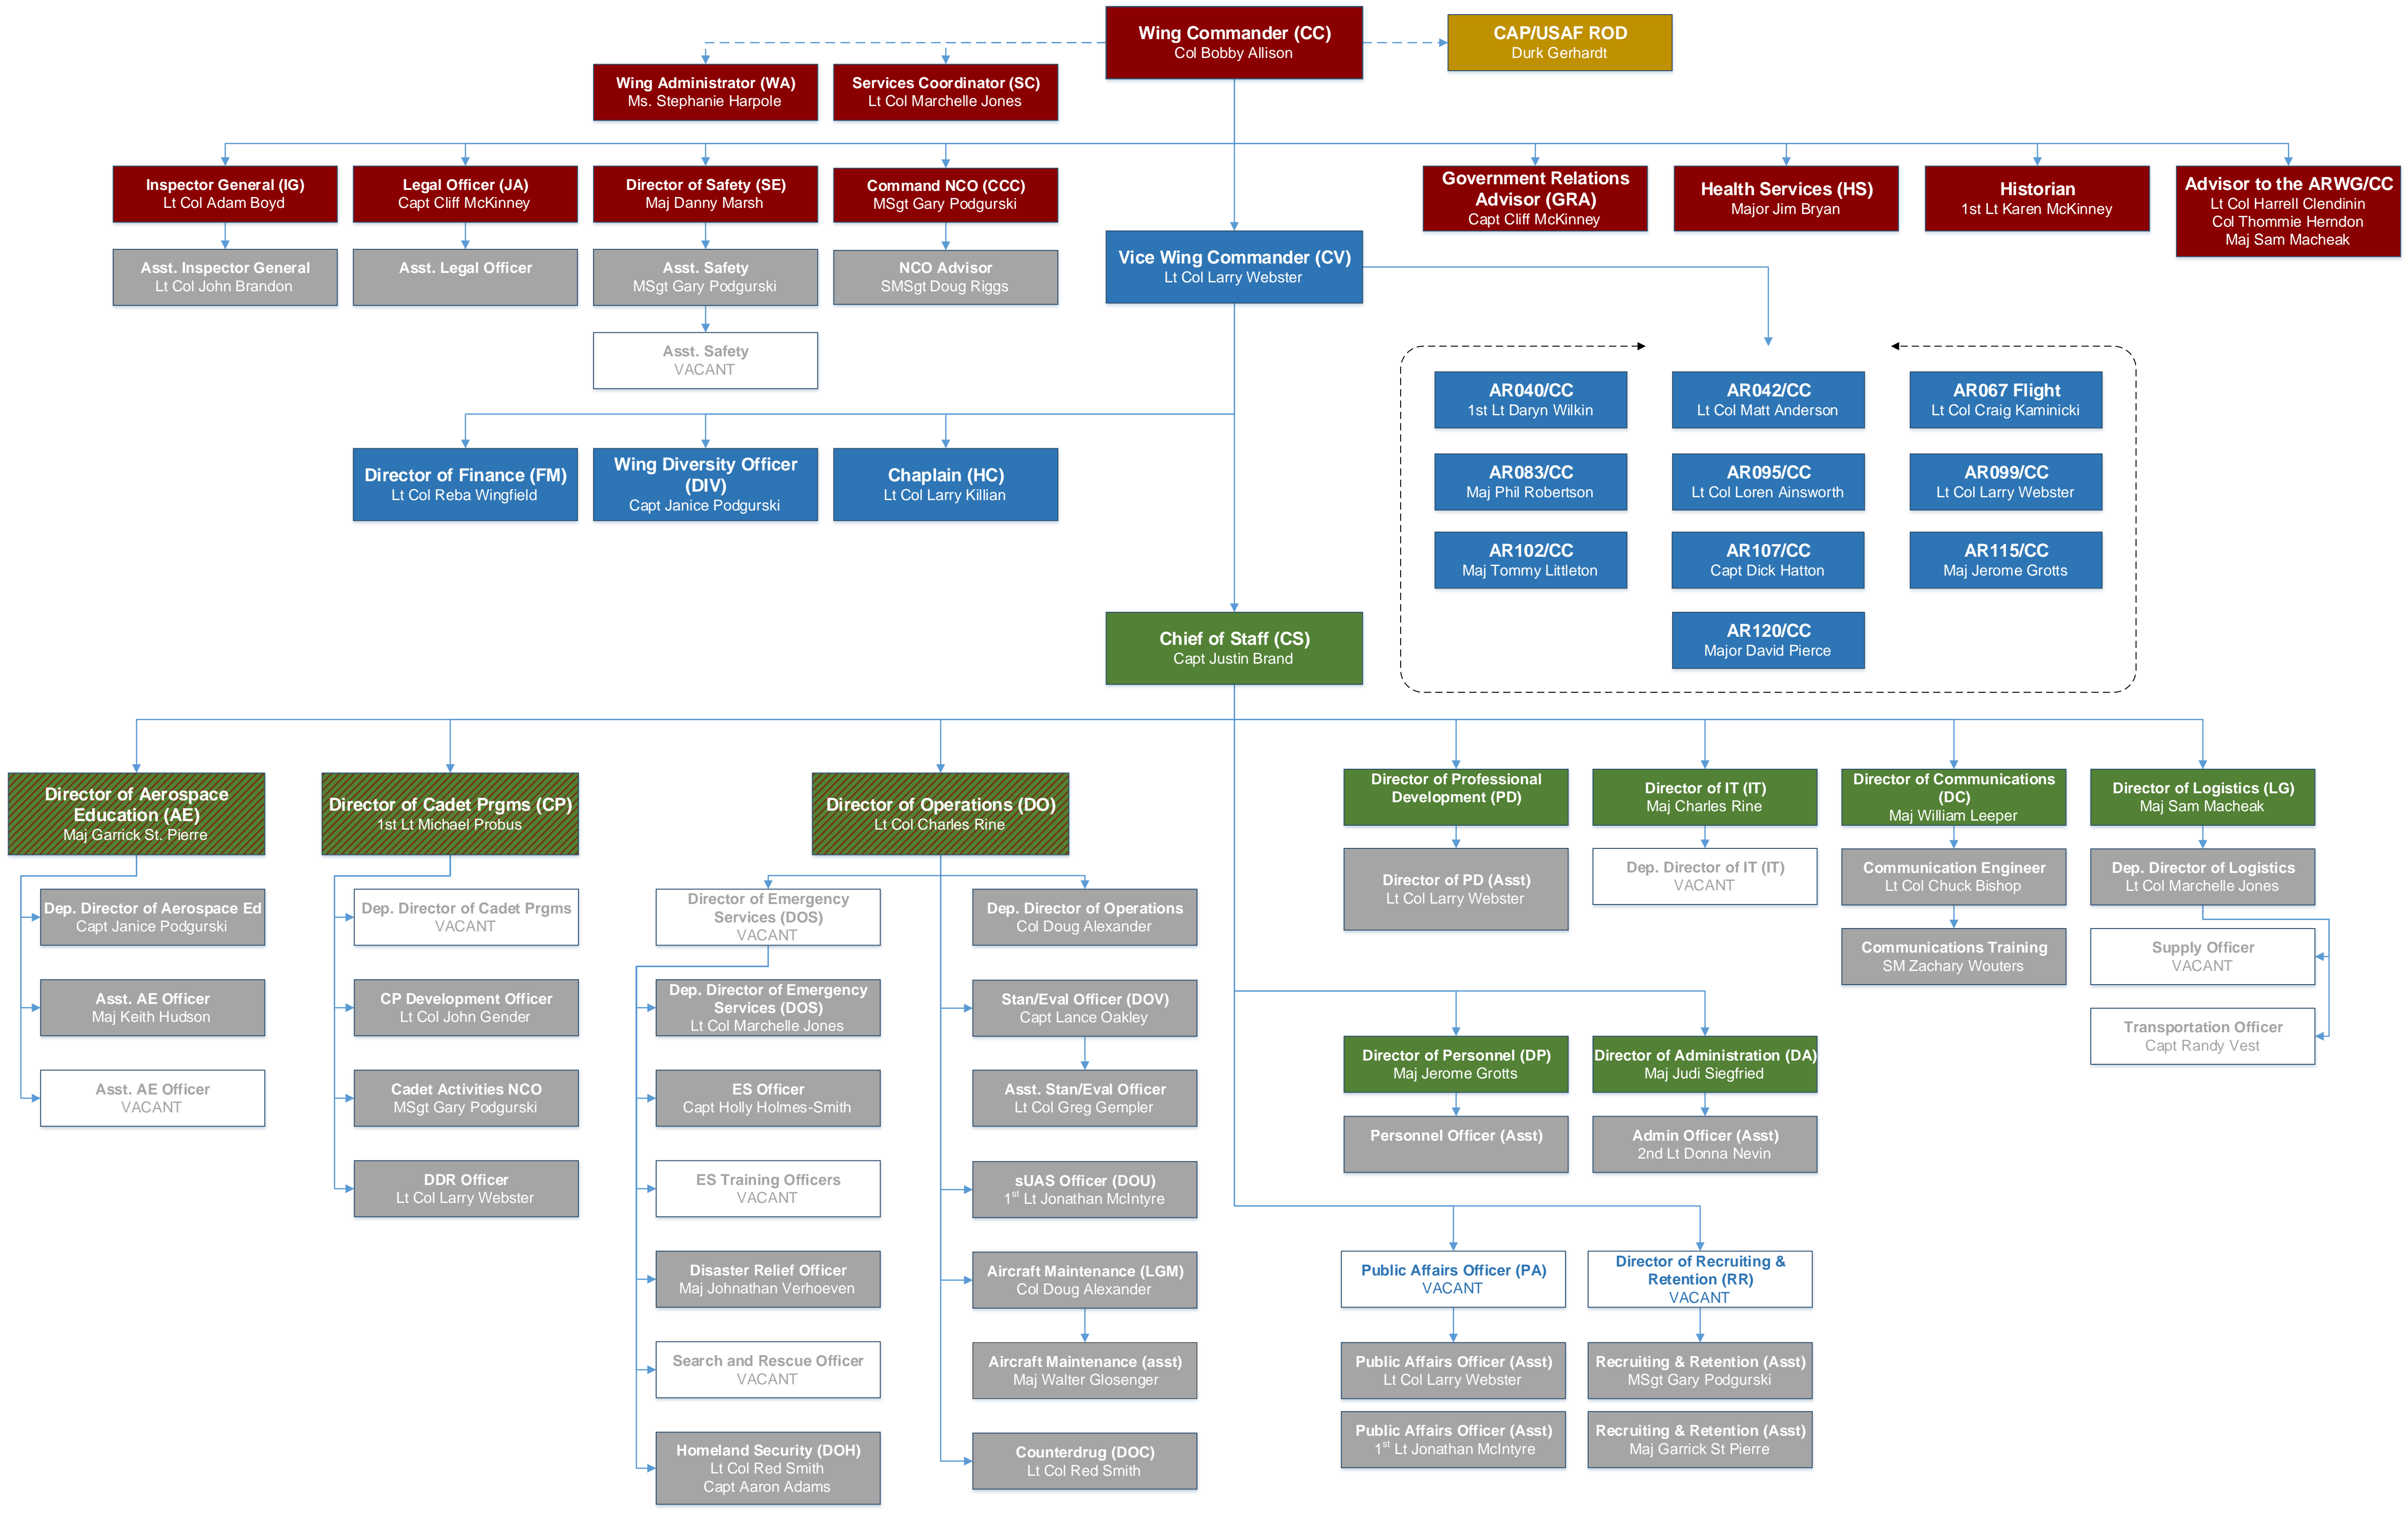 Wing Commander (CC)
Col Bobby Allison
CAP/USAF ROD
Durk Gerhardt
Wing Administrator (WA)
Ms. Stephanie Harpole
Services Coordinator (SC)
Lt Col Marchelle Jones
Inspector General (IG)
Lt Col Adam Boyd
Legal Officer (JA)
Capt Cliff McKinney
Director of Safety (SE)
Maj Danny Marsh
Command NCO (CCC)
MSgt Gary Podgurski
Government Relations
Advisor (GRA)
Capt Cliff McKinney
Health Services (HS)
Major Jim Bryan
Historian
1st Lt Karen McKinney
Advisor to the ARWG/CC
Lt Col Harrell Clendinin
Col Thommie Herndon
Maj Sam Macheak
Asst. Inspector General
Lt Col John Brandon
Asst. Legal Officer
Asst. Safety
MSgt Gary Podgurski
NCO Advisor
SMSgt Doug Riggs
Vice Wing Commander (CV)
Lt Col Larry Webster
Asst. Safety
VACANT
AR040/CC
1st Lt Daryn Wilkin
AR042/CC
Lt Col Matt Anderson
AR067 Flight
Lt Col Craig Kaminicki
Director of Finance (FM)
Lt Col Reba Wingfield
Wing Diversity Officer
(DIV)
Capt Janice Podgurski
Chaplain (HC)
Lt Col Larry Killian
AR083/CC
Maj Phil Robertson
AR095/CC
Lt Col Loren Ainsworth
AR099/CC
Lt Col Larry Webster
AR102/CC
Maj Tommy Littleton
AR107/CC
Capt Dick Hatton
AR115/CC
Maj Jerome Grotts
AR120/CC
Major David Pierce
Chief of Staff (CS)
Capt Justin Brand
Director of Aerospace
Education (AE)
Maj Garrick St. Pierre
Director of Cadet Prgms (CP)
1st Lt Michael Probus
Director of Operations (DO)
Lt Col Charles Rine
Director of Professional
Development (PD)
Director of IT (IT)
Maj Charles Rine
Director of Communications
(DC)
Maj William Leeper
Director of Logistics (LG)
Maj Sam Macheak
Dep. Director of Aerospace Ed
Capt Janice Podgurski
Asst. AE Officer
Maj Keith Hudson
Asst. AE Officer
VACANT
Dep. Director of Cadet Prgms
VACANT
CP Development Officer
Lt Col John Gender
Cadet Activities NCO
MSgt Gary Podgurski
DDR Officer
Lt Col Larry Webster
Director of Emergency
Services (DOS)
VACANT
Dep. Director of Emergency
Services (DOS)
Lt Col Marchelle Jones
ES Officer
Capt Holly Holmes-Smith
ES Training Officers
VACANT
Disaster Relief Officer
Maj Johnathan Verhoeven
Search and Rescue Officer
VACANT
Homeland Security (DOH)
Lt Col Red Smith
Capt Aaron Adams
Dep. Director of Operations
Col Doug Alexander
Stan/Eval Officer (DOV)
Capt Lance Oakley
Asst. Stan/Eval Officer
Lt Col Greg Gempler
sUAS Officer (DOU)
1st Lt Jonathan McIntyre
Aircraft Maintenance (LGM)
Col Doug Alexander
Aircraft Maintenance (asst)
Maj Walter Glosenger
Counterdrug (DOC)
Lt Col Red Smith
Director of PD (Asst)
Lt Col Larry Webster
Dep. Director of IT (IT)
VACANT
Communication Engineer
Lt Col Chuck Bishop
Communications Training
SM Zachary Wouters
Dep. Director of Logistics
Lt Col Marchelle Jones
Supply Officer
VACANT
Transportation Officer
Capt Randy Vest
Director of Personnel (DP)
Maj Jerome Grotts
Director of Administration (DA)
Maj Judi Siegfried
Personnel Officer (Asst)
Admin Officer (Asst)
2nd Lt Donna Nevin
Public Affairs Officer (PA)
VACANT
Director of Recruiting &
Retention (RR)
VACANT
Public Affairs Officer (Asst)
Lt Col Larry Webster
Recruiting & Retention (Asst)
MSgt Gary Podgurski
Public Affairs Officer (Asst)
1st Lt Jonathan McIntyre
Recruiting & Retention (Asst)
Maj Garrick St Pierre